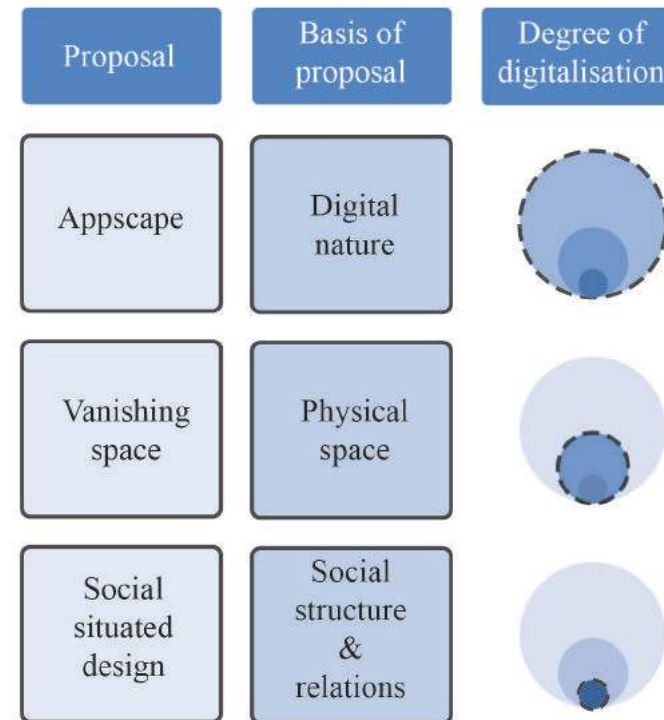 Proposal
Basis of
proposal
Degree of
digitalisation
Appscape
Digital
nature
Vanishing
space
Physical
space
Social
situated
design
Social
structure
&
relations